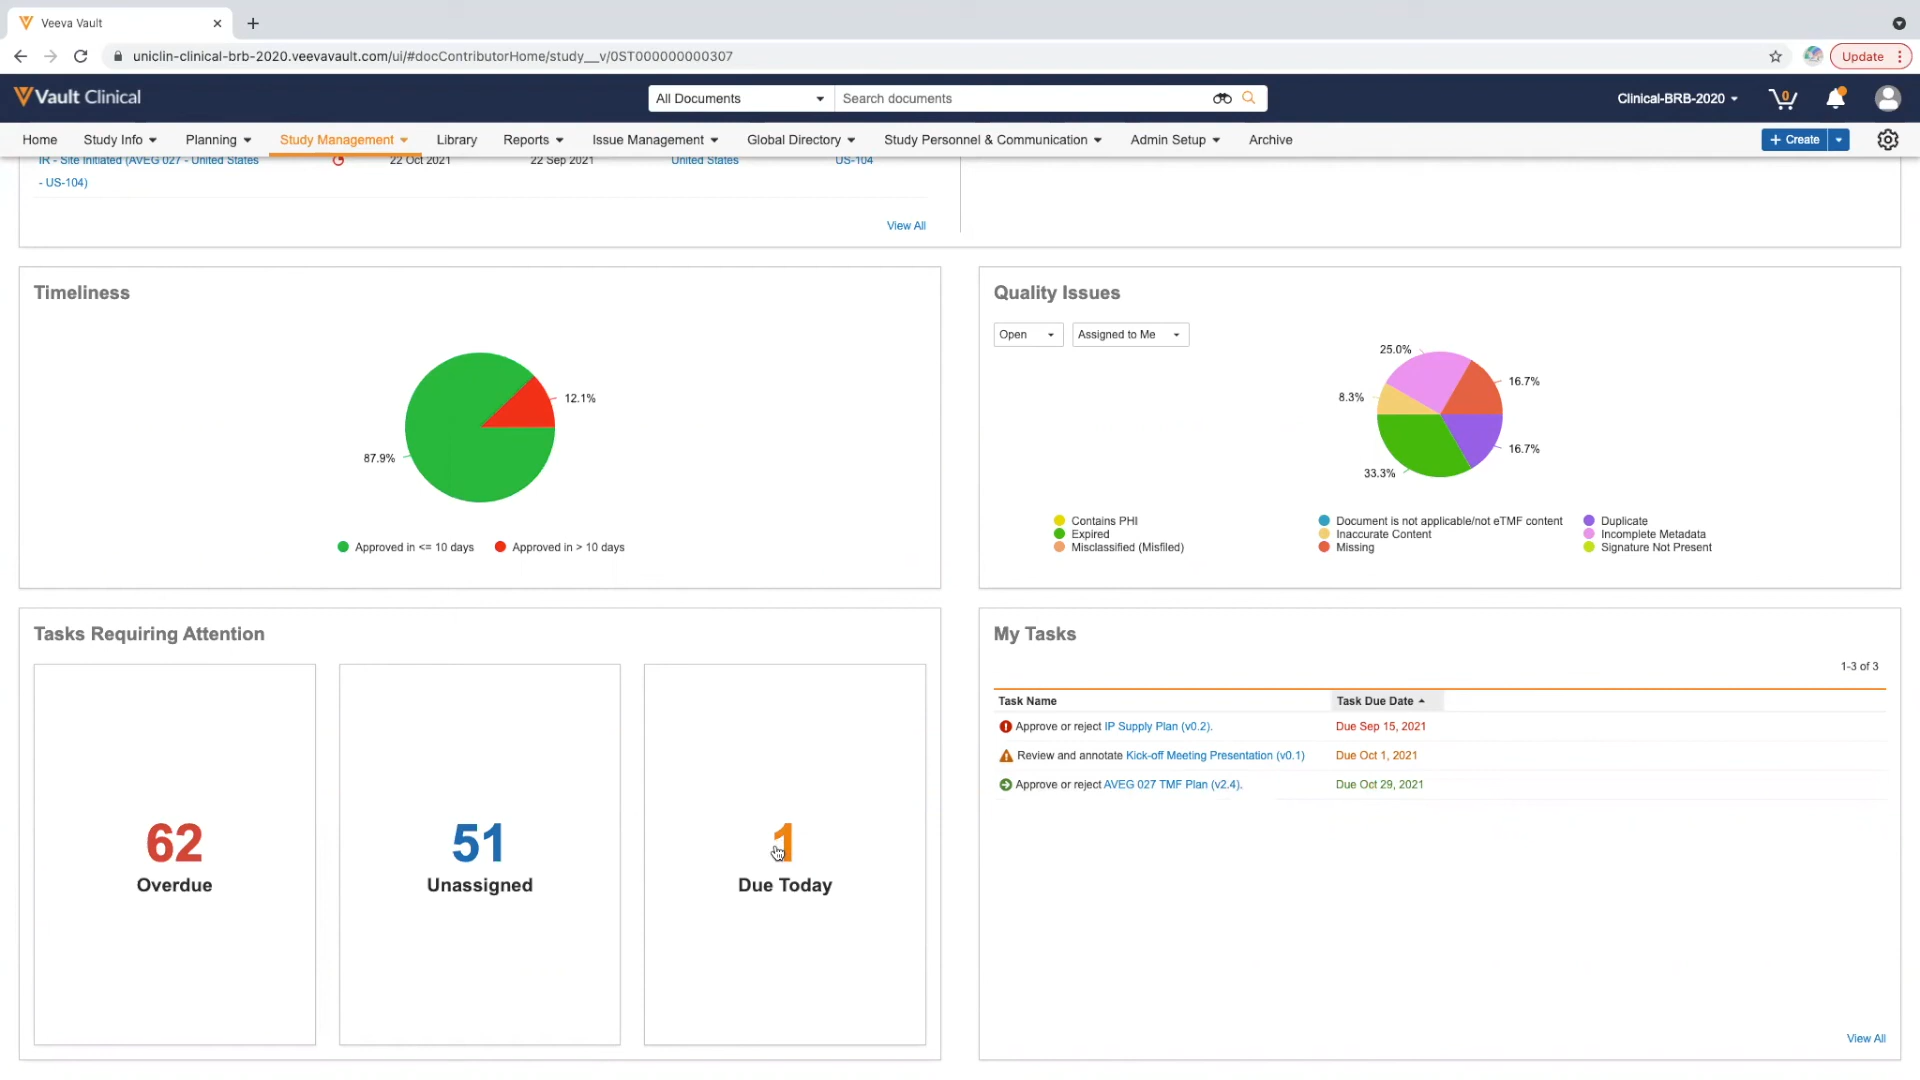 Veeva Vault
uniclin-clinical-brb-2020.veevavault.com/ui/#docContributorHome/study__v/0ST000000000307
Update
Vault Clinical
All Documents
Search documents
Clinical-BRB-2020
0
Home
Study Info
Planning
Study Management
Library
Reports
Issue Management
Global Directory
Study Personnel & Communication
Admin Setup
Archive
+ Create
IR - Site Initiated (AVEG 027 - United States
- US-104)
22 Oct 2021
22 Sep 2021
United States
US-104
View All
Timeliness
12.1%
87.9%
Approved in <= 10 days
Approved in > 10 days
Quality Issues
Open
Assigned to Me
25.0%
16.7%
8.3%
16.7%
33.3%
Contains PHI
Expired
Misclassified (Misfiled)
Document is not applicable/not eTMF content
Inaccurate Content
Missing
Duplicate
Incomplete Metadata
Signature Not Present
Tasks Requiring Attention
62
Overdue
51
Unassigned
1
Due Today
My Tasks
1-3 of 3
Task Name
Task Due Date
Approve or reject IP Supply Plan (v0.2).
Due Sep 15, 2021
Review and annotate Kick-off Meeting Presentation (v0.1)
Due Oct 1, 2021
Approve or reject AVEG 027 TMF Plan (v2.4).
Due Oct 29, 2021
View All